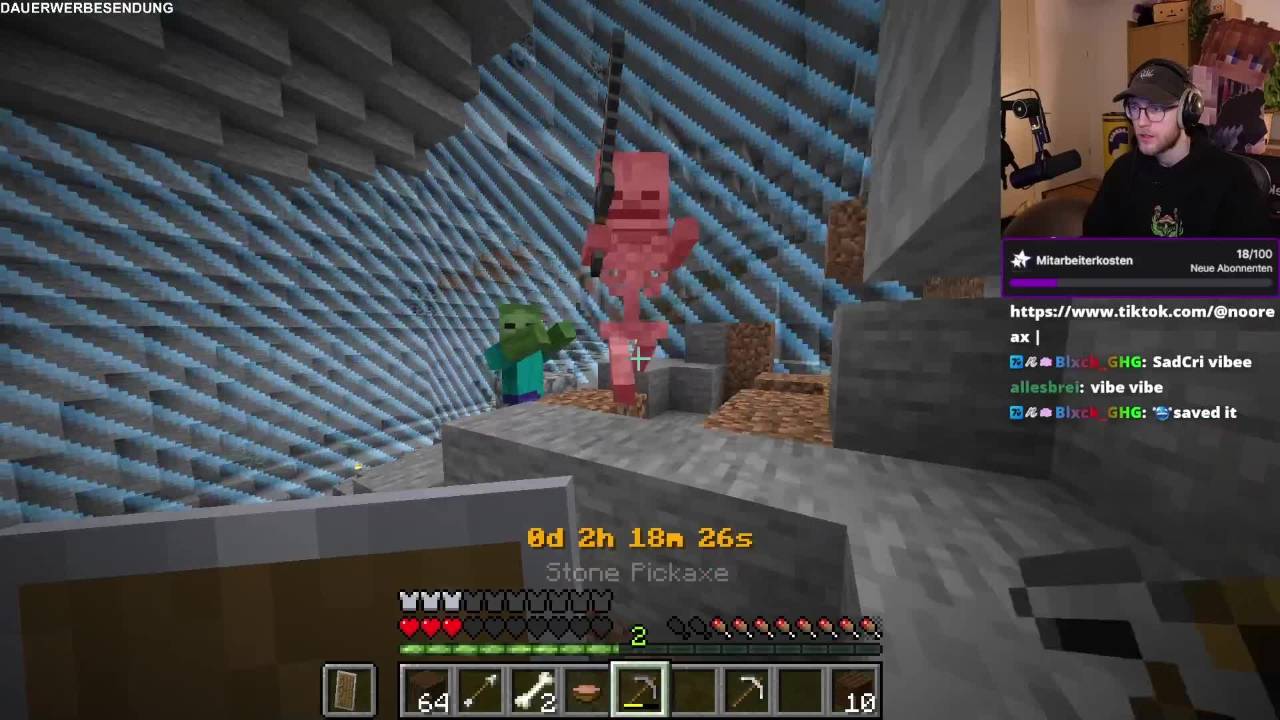 DAUERWERBESENDUNG
Mitarbeiterkosten
18/100
Neue Abonnenten
https://www.tiktok.com/@noore
ax |
Blxck_GHG: SadCri vibee
allesbrei: vibe vibe
Blxck_GHG: saved it
0d 2h 18m 26s
Stone Pickaxe
2
64
2
10